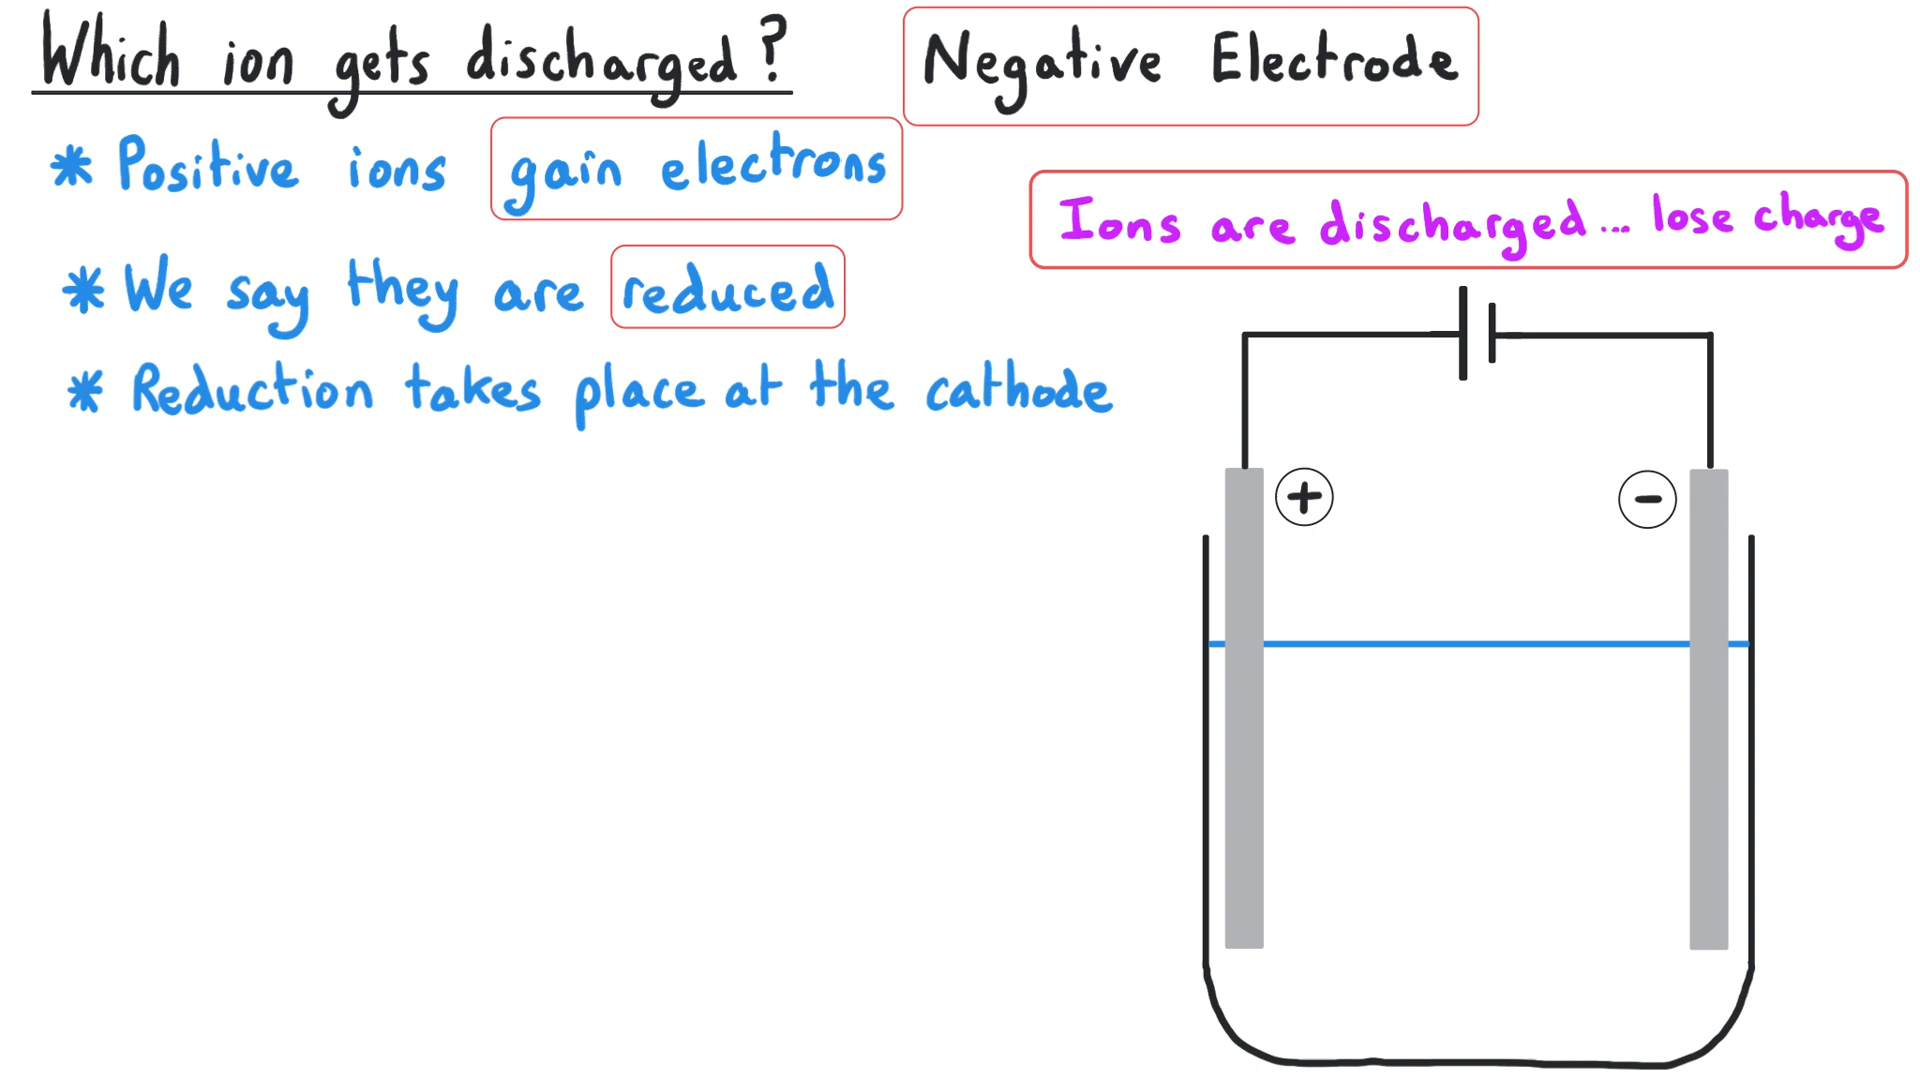 Which ion gets discharged?
Negative Electrode
* Positive ions gain electrons
Ions are discharged... lose charge
* We say they are reduced
* Reduction takes place at the cathode
+
-